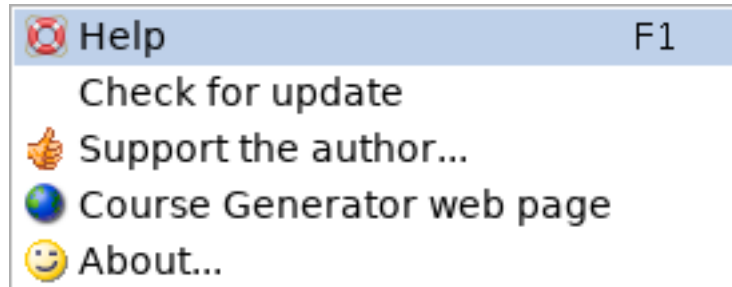 Help F1
Check for update
Support the author...
Course Generator web page
About...